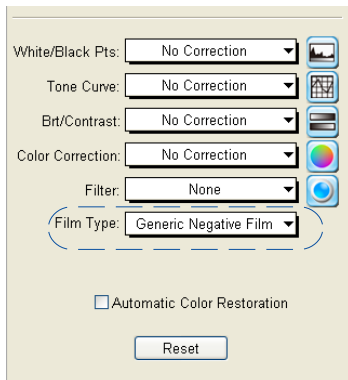 White/Black Pts: No Correction
Tone Curve: No Correction
Brt/Contrast: No Correction
Color Correction: No Correction
Filter: None
Film Type: Generic Negative Film
Automatic Color Restoration
Reset